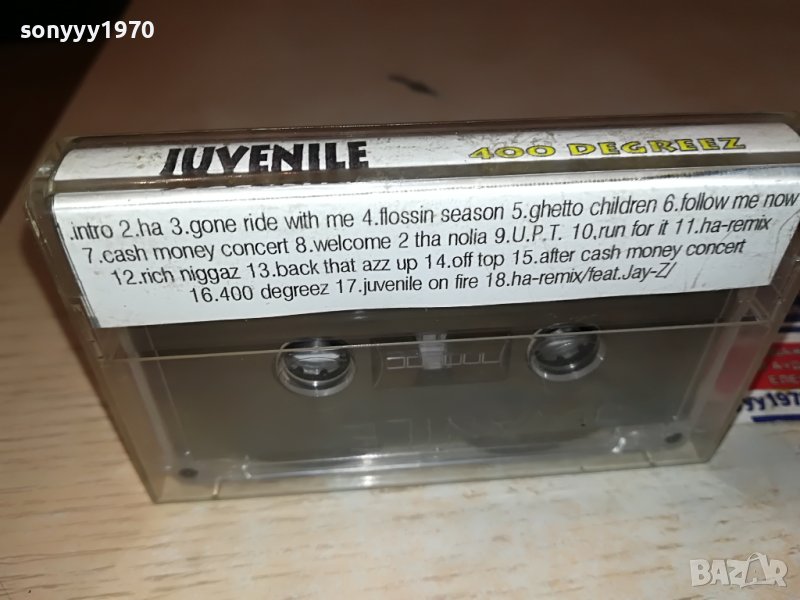 sonyyy1970
JUVENILE 400 DEGREEZ
.intro 2.ha 3.gone ride with me 4.flossin season 5.ghetto children 6.follow me now
7.cash money concert 8.welcome 2 tha nolia 9.U.P.T. 10.run for it 11.ha-remix
12.rich niggaz 13.back that azz up 14.off top 15.after cash money concert
16.400 degreez 17.juvenile on fire 18.ha-remix/feat.Jay-Z/
BAZAR